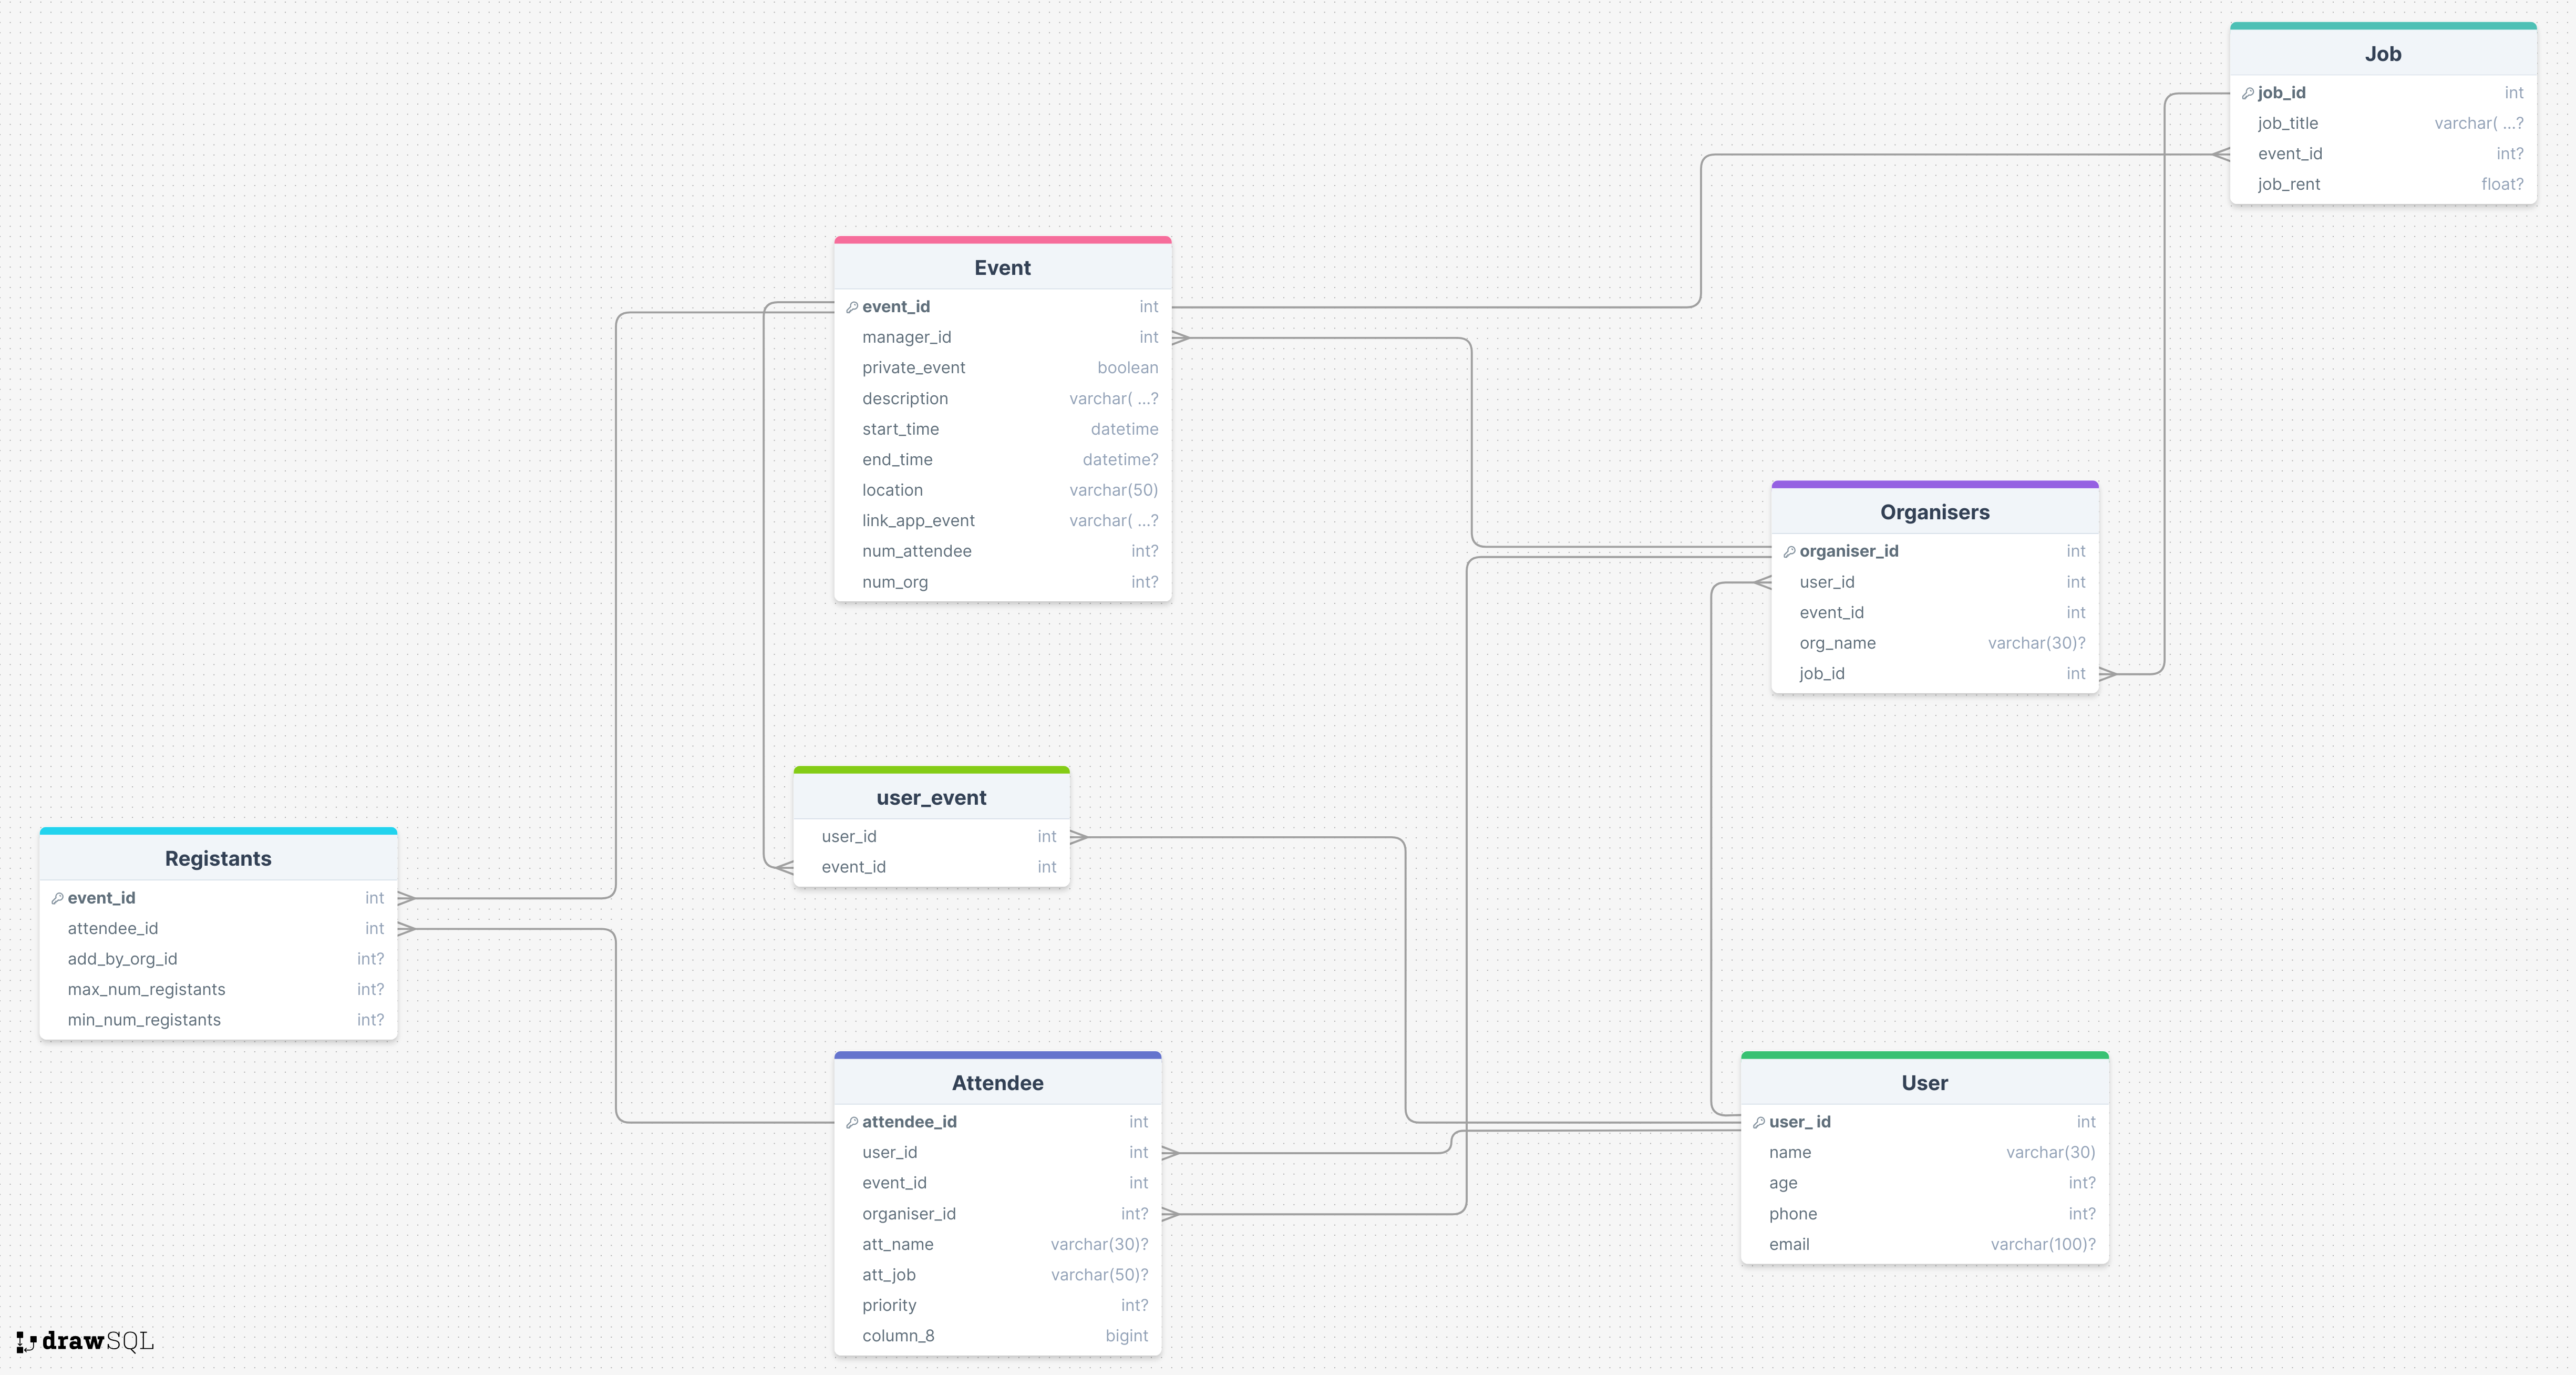 Job
job_id int
job_title varchar( ...?
event_id int?
job_rent float?
Event
event_id int
manager_id int
private_event boolean
description varchar( ...?
start_time datetime
end_time datetime?
location varchar(50)
link_app_event varchar( ...?
num_attendee int?
num_org int?
Organisers
organiser_id int
user_id int
event_id int
org_name varchar(30)?
job_id int
user_event
user_id int
event_id int
Registants
event_id int
attendee_id int
add_by_org_id int?
max_num_registants int?
min_num_registants int?
Attendee
attendee_id int
user_id int
event_id int
organiser_id int?
att_name varchar(30)?
att_job varchar(50)?
priority int?
column_8 bigint
User
user_ id int
name varchar(30)
age int?
phone int?
email varchar(100)?
drawSQL